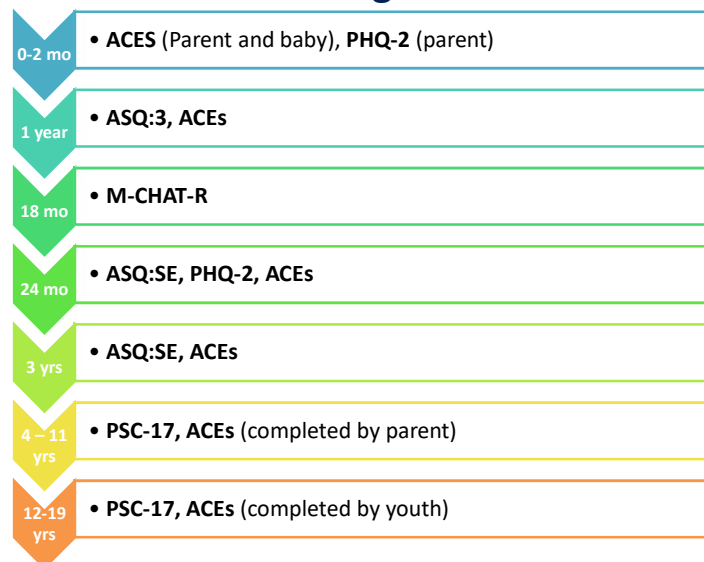 0-2 mo
• ACES (Parent and baby), PHQ-2 (parent)
1 year
• ASQ:3, ACEs
18 mo
• M-CHAT-R
24 mo
• ASQ:SE, PHQ-2, ACEs
3 yrs
• ASQ:SE, ACEs
4 – 11
yrs
• PSC-17, ACEs (completed by parent)
12-19
yrs
• PSC-17, ACEs (completed by youth)